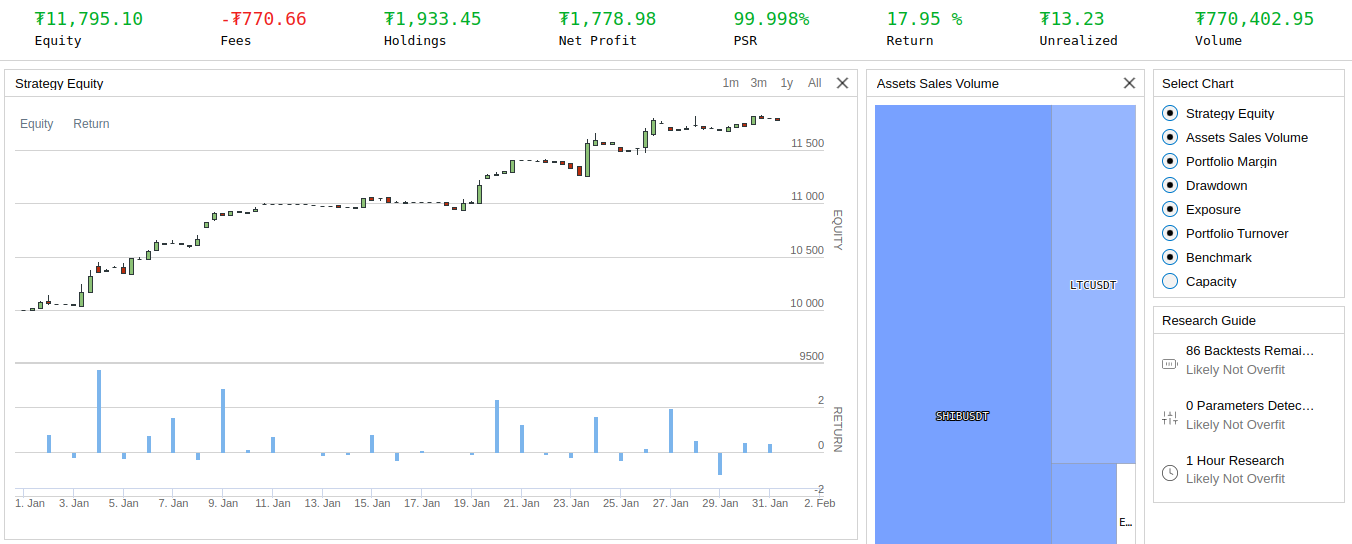 ₮11,795.10 -₮770.66 ₮1,933.45 ₮1,778.98 99.998% 17.95 % ₮13.23 ₮770,402.95
Equity Fees Holdings Net Profit PSR Return Unrealized Volume
Strategy Equity 1m 3m 1y All
Equity Return
11 500
11 000
10 500
10 000
9500
EQUITY
2
0
-2
RETURN
1. Jan 3. Jan 5. Jan 7. Jan 9. Jan 11. Jan 13. Jan 15. Jan 17. Jan 19. Jan 21. Jan 23. Jan 25. Jan 27. Jan 29. Jan 31. Jan 2. Feb
Assets Sales Volume
LTCUSDT
SHIBUSDT
E…
Select Chart
Strategy Equity
Assets Sales Volume
Portfolio Margin
Drawdown
Exposure
Portfolio Turnover
Benchmark
Capacity
Research Guide
86 Backtests Remai…
Likely Not Overfit
0 Parameters Detec…
Likely Not Overfit
1 Hour Research
Likely Not Overfit